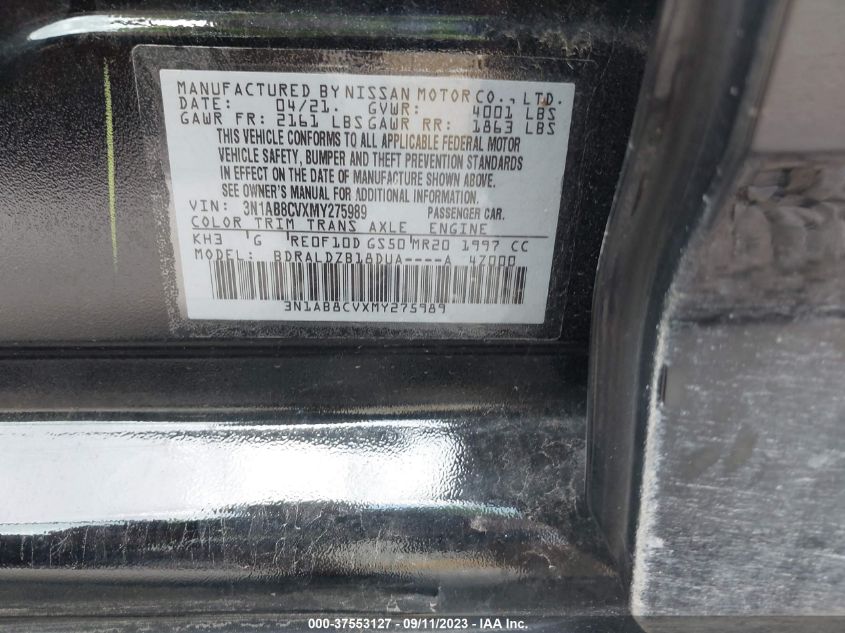 MANUFACTURED BY NISSAN MOTOR CO., LTD.
DATE: 04/21. GVWR: 4001 LBS
GAWR FR: 2161 LBS GAWR RR: 1863 LBS
THIS VEHICLE CONFORMS TO ALL APPLICABLE FEDERAL MOTOR
VEHICLE SAFETY, BUMPER AND THEFT PREVENTION STANDARDS
IN EFFECT ON THE DATE OF MANUFACTURE SHOWN ABOVE.
SEE OWNER'S MANUAL FOR ADDITIONAL INFORMATION.
VIN: 3N1AB8CVXMY275989 PASSENGER CAR.
COLOR TRIM TRANS AXLE ENGINE
KH3 G RE0F10D GS50 MR20 1997 CC
MODEL: BDRALDZB18DUA----A 4Z000
3N1AB8CVXMY275989
000-37553127 - 09/11/2023 - IAA Inc.